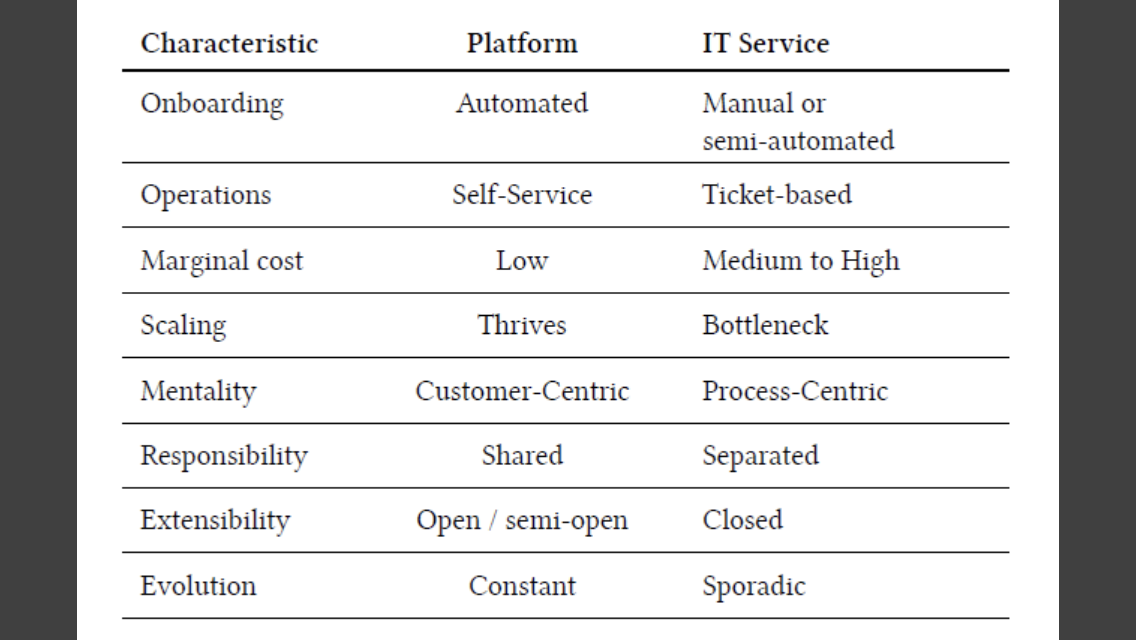 Characteristic Platform IT Service
Onboarding Automated Manual or
semi-automated
Operations Self-Service Ticket-based
Marginal cost Low Medium to High
Scaling Thrives Bottleneck
Mentality Customer-Centric Process-Centric
Responsibility Shared Separated
Extensibility Open / semi-open Closed
Evolution Constant Sporadic